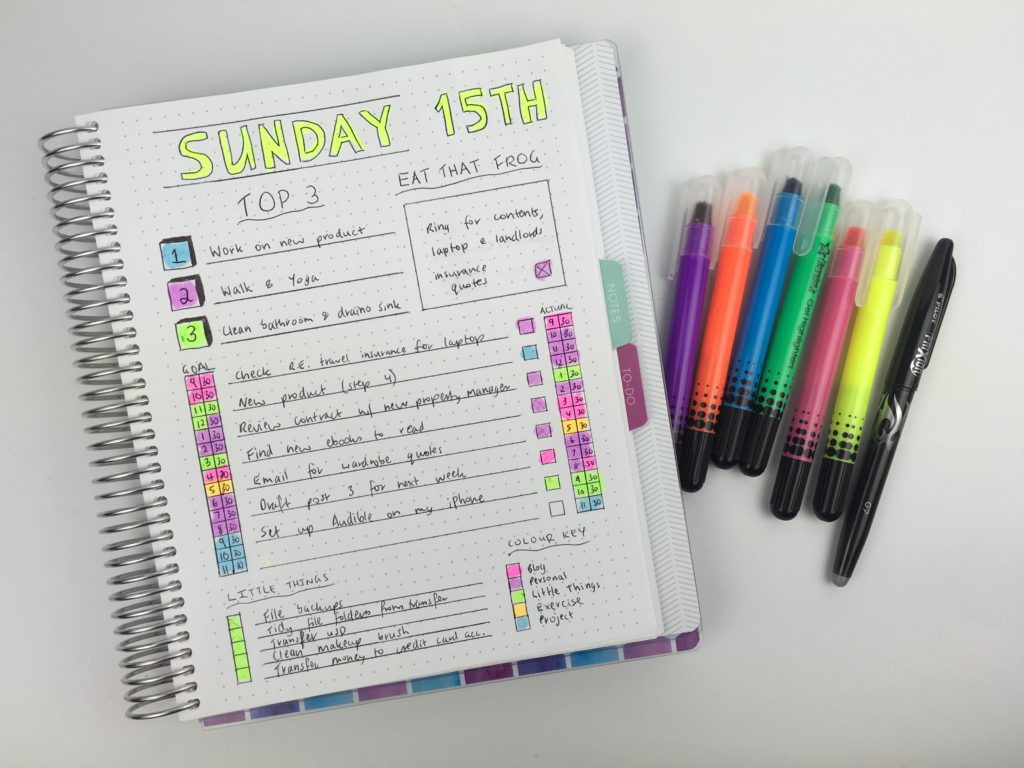 SUNDAY 15TH
TOP 3
EAT THAT FROG
1 Work on new product
2 Walk & Yoga
3 Clean bathroom & draino sink
Ring for contents,
laptop & landlords
insurance
quotes
GOAL
9 30
10 30
11 30
12 30
1 30
2 30
3 30
4 30
5 30
6 30
7 30
8 30
9 30
10 30
11 30
Check R.E. travel insurance for laptop
New product (step 4)
Review contract w/ new property manager
Find new ebooks to read
Email for wardrobe quotes
Draft post 3 for next week
Set up Audible on my iphone
ACTUAL
9 30
10 30
11 30
12 30
1 30
2 30
3 30
4 30
5 30
6 30
7 30
8 30
9 30
10 30
11 30
LITTLE THINGS
File backups
Tidy file folders from transfer
Transfer USD
Clean makeup brush
Transfer money to credit card acc.
COLOUR KEY
Blog
Personal
Little Things
Exercise
Project
NOTES
TO-DO
Gel Highlighters
PILOT
FRIXION
07